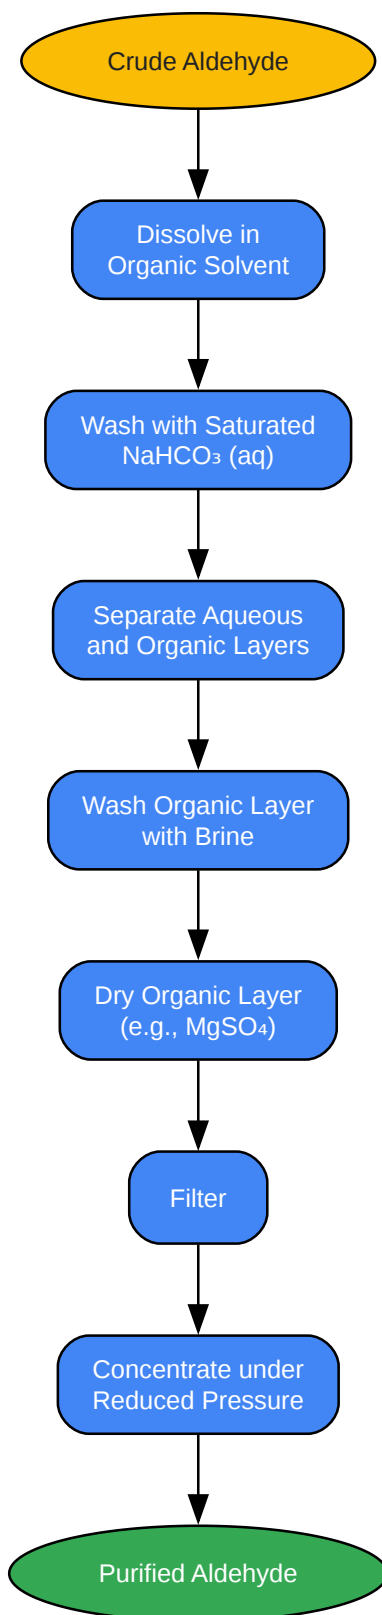 Crude Aldehyde
Dissolve in
Organic Solvent
Wash with Saturated
NaHCO₃ (aq)
Separate Aqueous
and Organic Layers
Wash Organic Layer
with Brine
Dry Organic Layer
(e.g., MgSO₄)
Filter
Concentrate under
Reduced Pressure
Purified Aldehyde